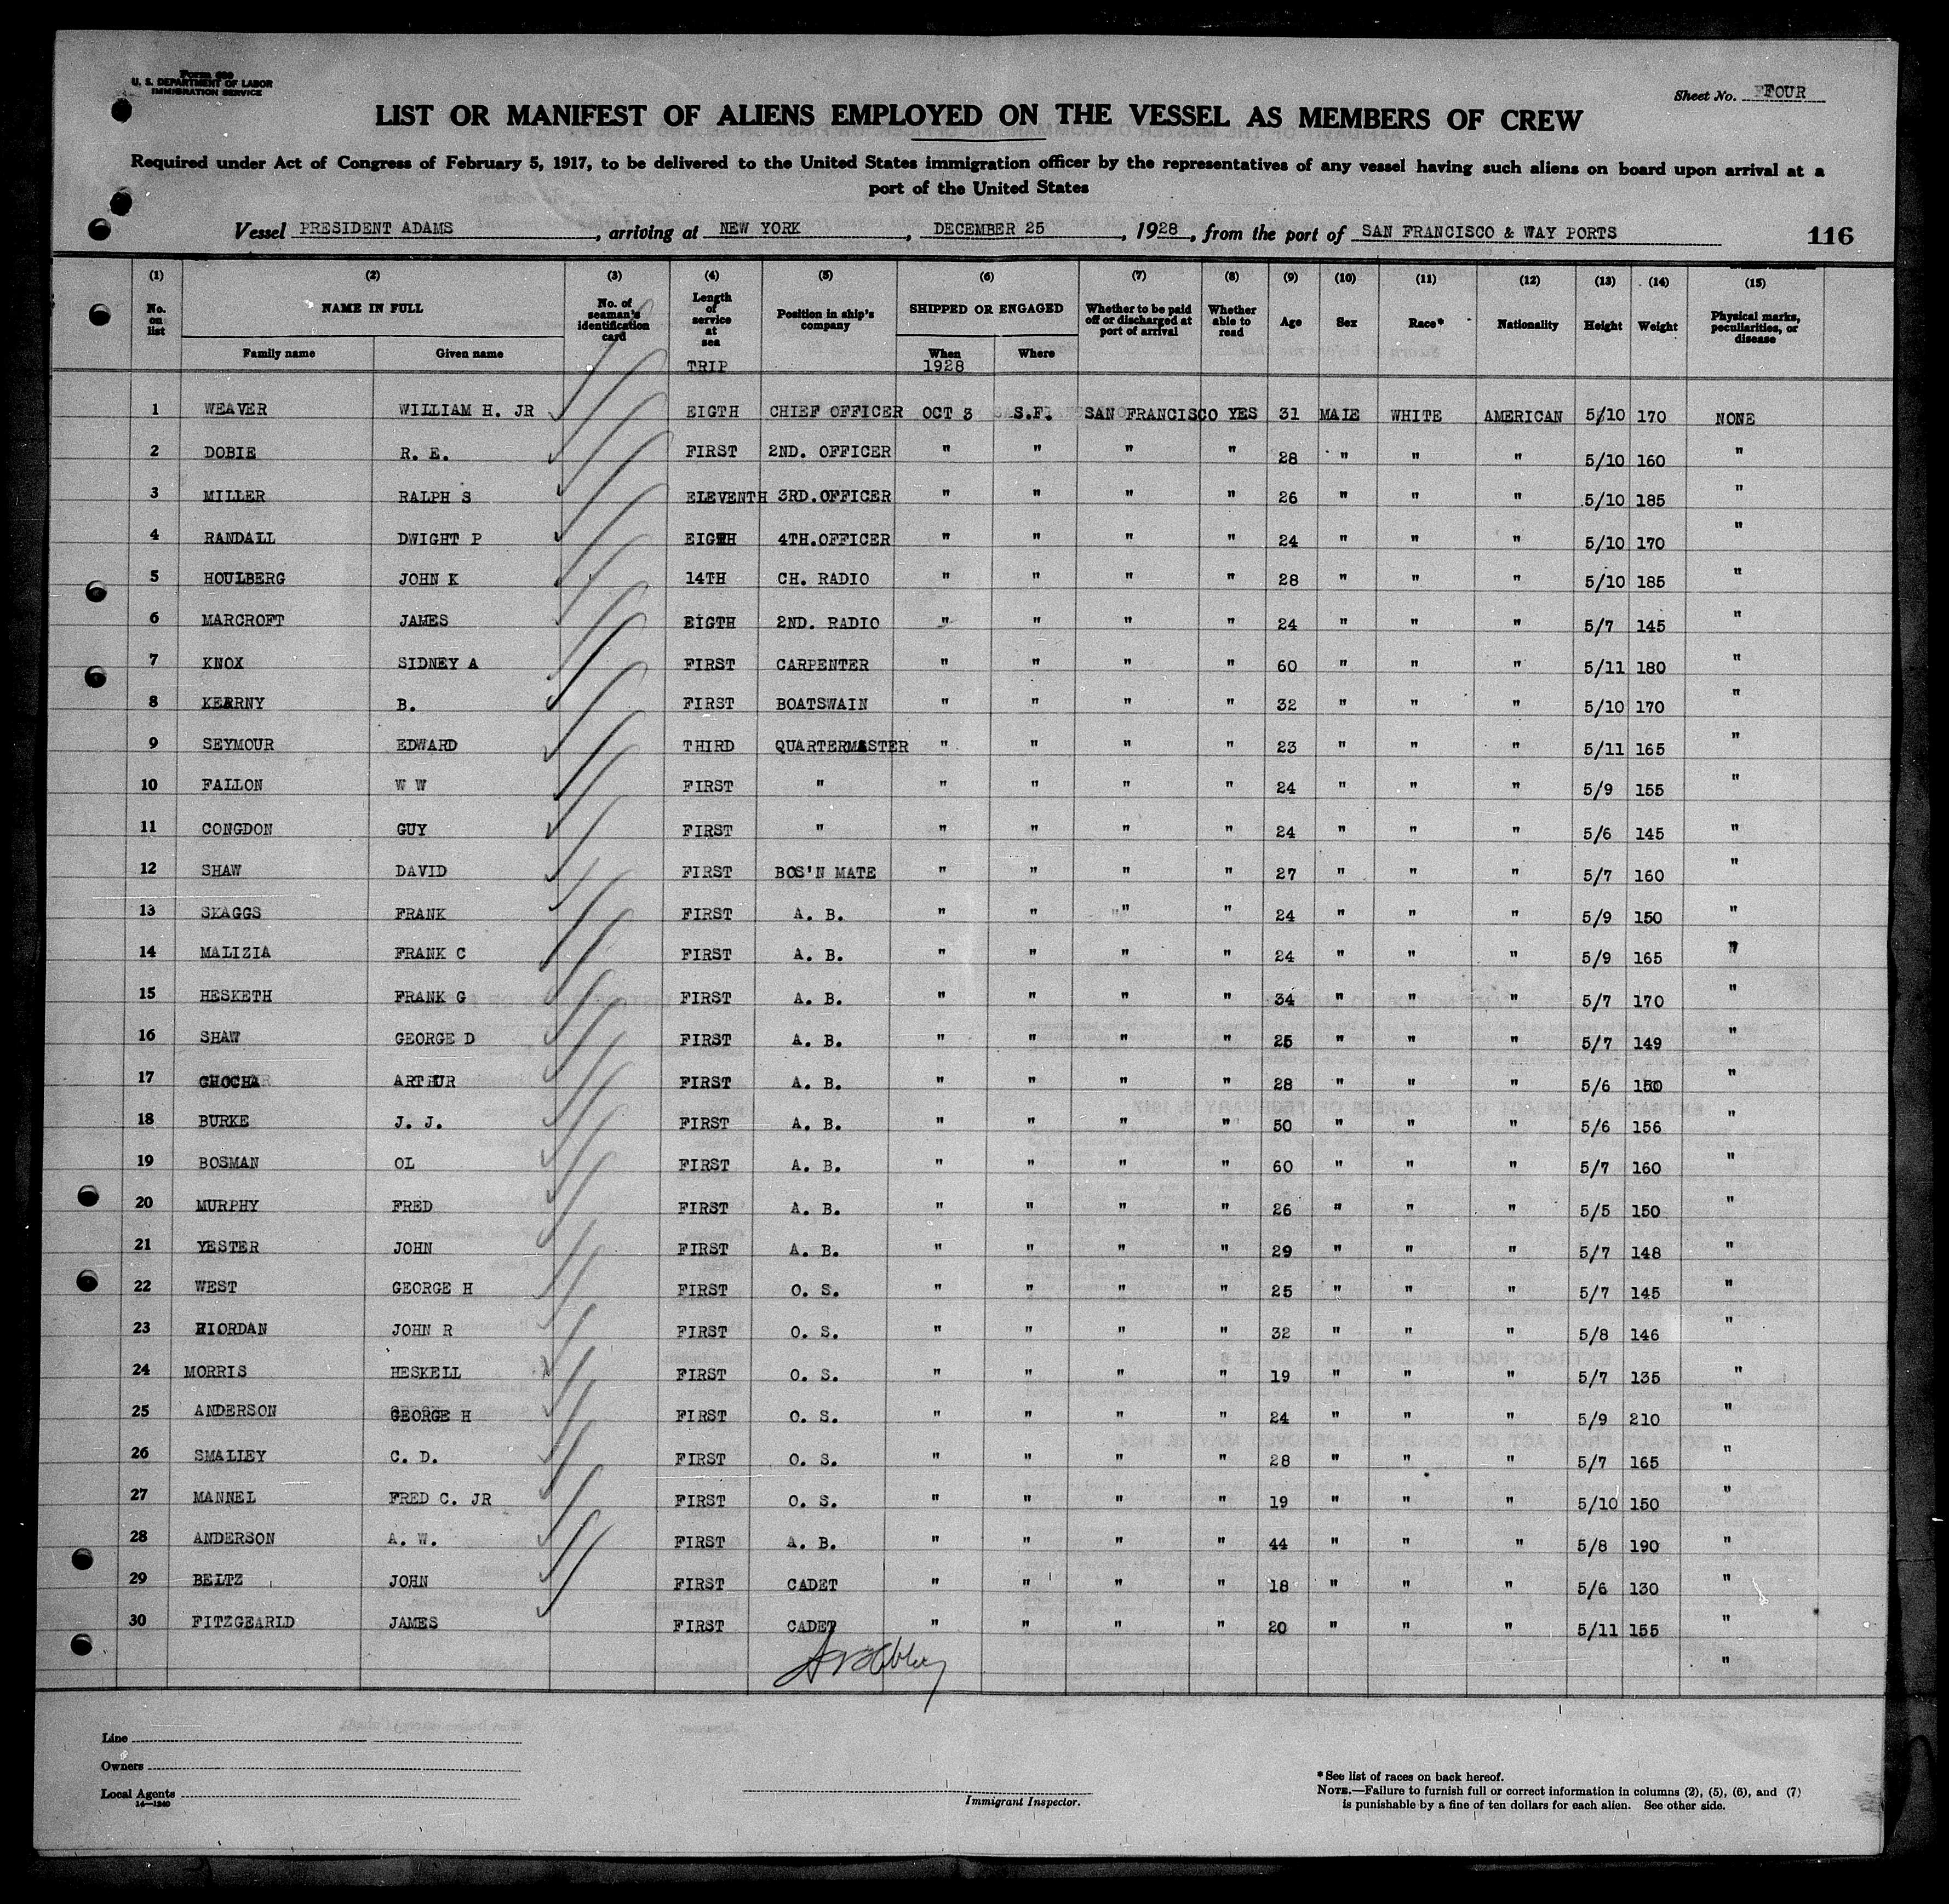 Form 689
U. S. DEPARTMENT OF LABOR
IMMIGRATION SERVICE
Sheet No. FOUR
LIST OR MANIFEST OF ALIENS EMPLOYED ON THE VESSEL AS MEMBERS OF CREW
Required under Act of Congress of February 5, 1917, to be delivered to the United States immigration officer by the representatives of any vessel having such aliens on board upon arrival at a
port of the United States
Vessel PRESIDENT ADAMS, arriving at NEW YORK, DECEMBER 25, 1928, from the port of SAN FRANCISCO & WAY PORTS 116
(1) (2) (3) (4) (5) (6) (7) (8) (9) (10) (11) (12) (13) (14) (15)
No. on list NAME IN FULL No. of seaman's identification card Length of service at sea Position in ship's company SHIPPED OR ENGAGED Whether to be paid off or discharged at port of arrival Whether able to read Age Sex Race* Nationality Height Weight Physical marks, peculiarities, or disease
Family name Given name When Where
TRIP 1928
1 WEAVER WILLIAM H. JR EIGTH CHIEF OFFICER OCT 3 S.F. SAN FRANCISCO YES 31 MALE WHITE AMERICAN 5/10 170 NONE
2 DOBIE R. E. FIRST 2ND. OFFICER " " " " 28 " " " 5/10 160 "
3 MILLER RALPH S ELEVENTH 3RD.OFFICER " " " " 26 " " " 5/10 185 "
4 RANDALL DWIGHT P EIGTH 4TH.OFFICER " " " " 24 " " " 5/10 170 "
5 HOULBERG JOHN K 14TH CH. RADIO " " " " 28 " " " 5/10 185 "
6 MARCROFT JAMES EIGTH 2ND. RADIO " " " " 24 " " " 5/7 145 "
7 KNOX SIDNEY A FIRST CARPENTER " " " " 60 " " " 5/11 180 "
8 KEARNY B. FIRST BOATSWAIN " " " " 32 " " " 5/10 170 "
9 SEYMOUR EDWARD THIRD QUARTERMASTER " " " " 23 " " " 5/11 165 "
10 FALLON W W FIRST " " " " " 24 " " " 5/9 155 "
11 CONGDON GUY FIRST " " " " " 24 " " " 5/6 145 "
12 SHAW DAVID FIRST BOS'N MATE " " " " 27 " " " 5/7 160 "
13 SKAGGS FRANK FIRST A. B. " " " " 24 " " " 5/9 150 "
14 MALIZIA FRANK C FIRST A. B. " " " " 24 " " " 5/9 165 "
15 HESKETH FRANK G FIRST A. B. " " " " 34 " " " 5/7 170 "
16 SHAW GEORGE D FIRST A. B. " " " " 25 " " " 5/7 149 "
17 ARTHUR FIRST A. B. " " " " 28 " " " 5/6 150 "
18 BURKE J. J. FIRST A. B. " " " " 50 " " " 5/6 156 "
19 BOSMAN OL FIRST A. B. " " " " 60 " " " 5/7 160 "
20 MURPHY FRED FIRST A. B. " " " " 26 " " " 5/5 150 "
21 YESTER JOHN FIRST A. B. " " " " 29 " " " 5/7 148 "
22 WEST GEORGE H FIRST O. S. " " " " 25 " " " 5/7 145 "
23 RIORDAN JOHN R FIRST O. S. " " " " 32 " " " 5/8 146 "
24 MORRIS HESKELL FIRST O. S. " " " " 19 " " " 5/7 135 "
25 ANDERSON GEORGE H FIRST O. S. " " " " 24 " " " 5/9 210 "
26 SMALLEY C. D. FIRST O. S. " " " " 28 " " " 5/7 165 "
27 MANNEL FRED C. JR FIRST O. S. " " " " 19 " " " 5/10 150 "
28 ANDERSON A. W. FIRST A. B. " " " " 44 " " " 5/8 190 "
29 BELTZ JOHN FIRST CADET " " " " 18 " " " 5/6 130 "
30 FITZGEARLD JAMES FIRST CADET " " " " 20 " " " 5/11 155 "
"
Line
Owners
Local Agents
14—1240
Immigrant Inspector.
* See list of races on back hereof.
NOTE.—Failure to furnish full or correct information in columns (2), (5), (6), and (7)
is punishable by a fine of ten dollars for each alien. See other side.